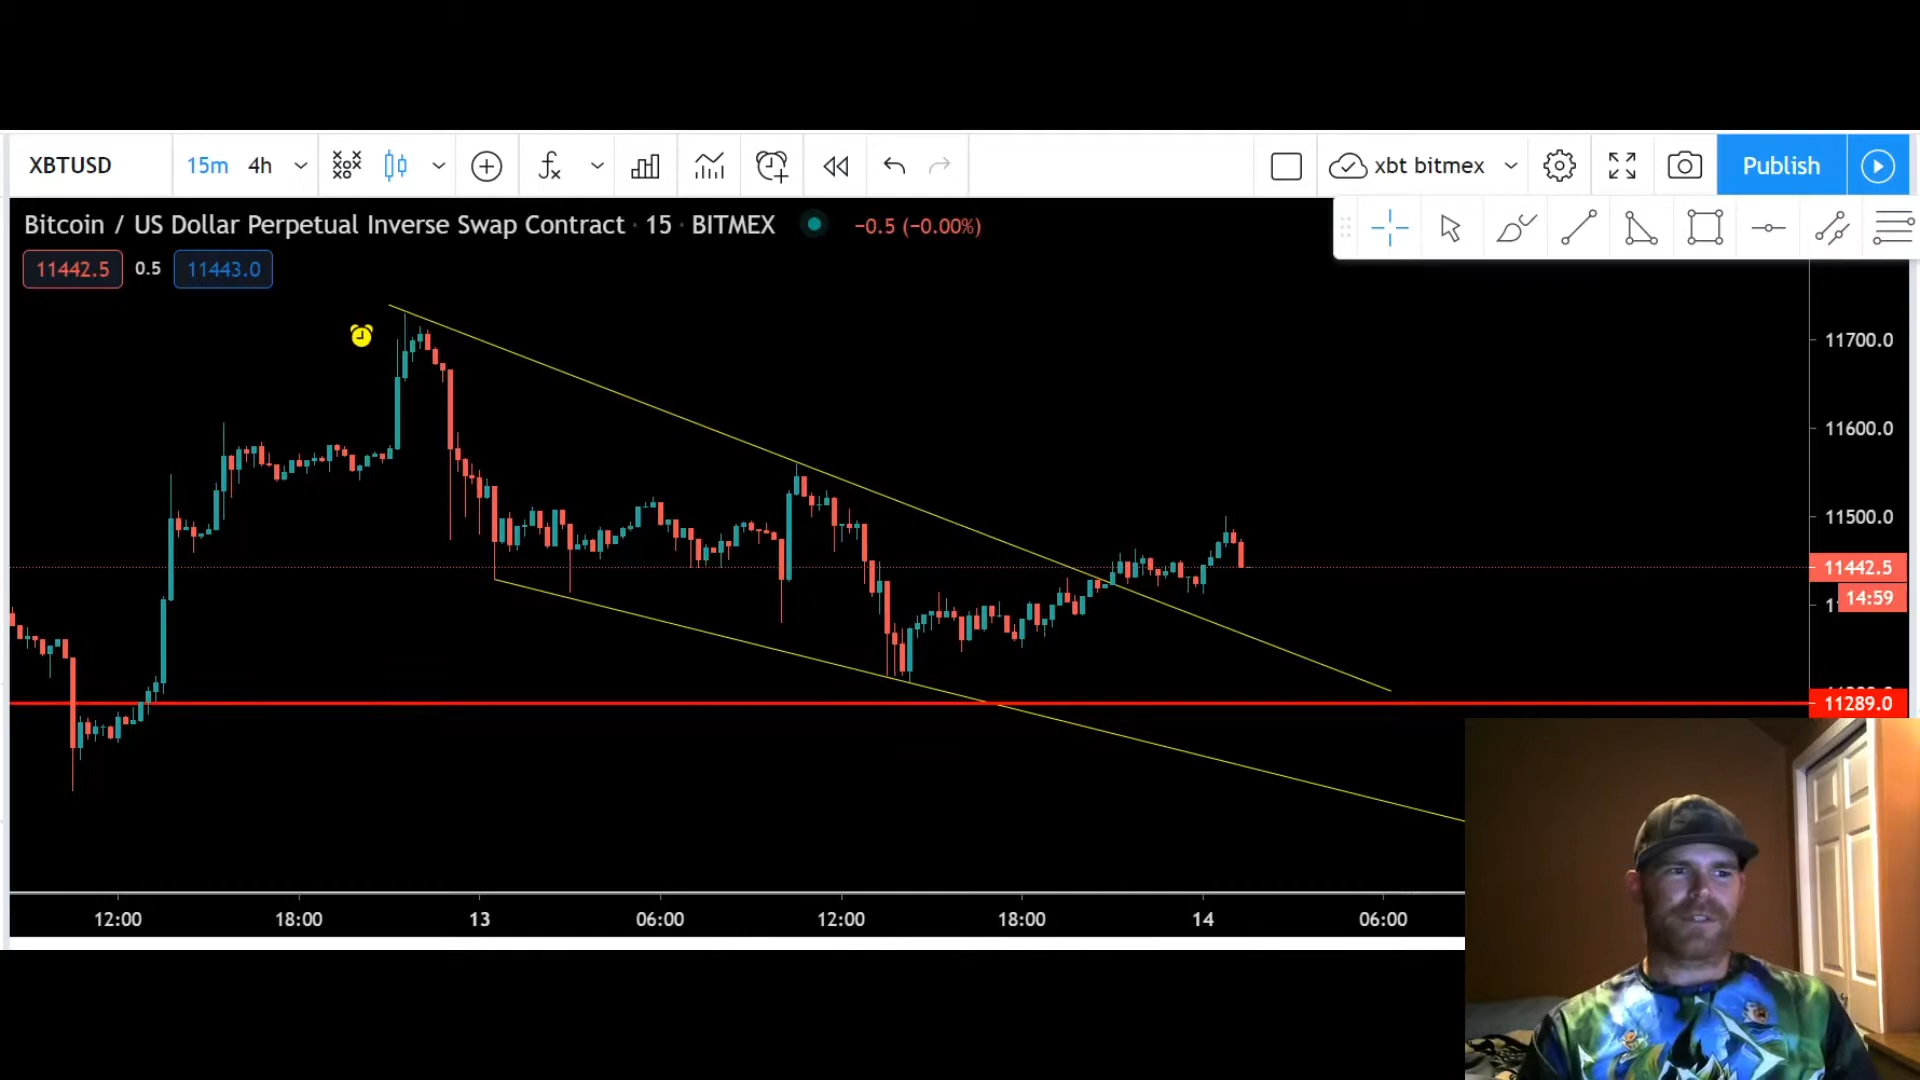 XBTUSD 15m 4h xbt bitmex Publish
Bitcoin / US Dollar Perpetual Inverse Swap Contract · 15 · BITMEX −0.5 (−0.00%)
11442.5 0.5 11443.0
11700.0
11600.0
11500.0
11442.5
14:59
11289.0
12:00 18:00 13 06:00 12:00 18:00 14 06:00